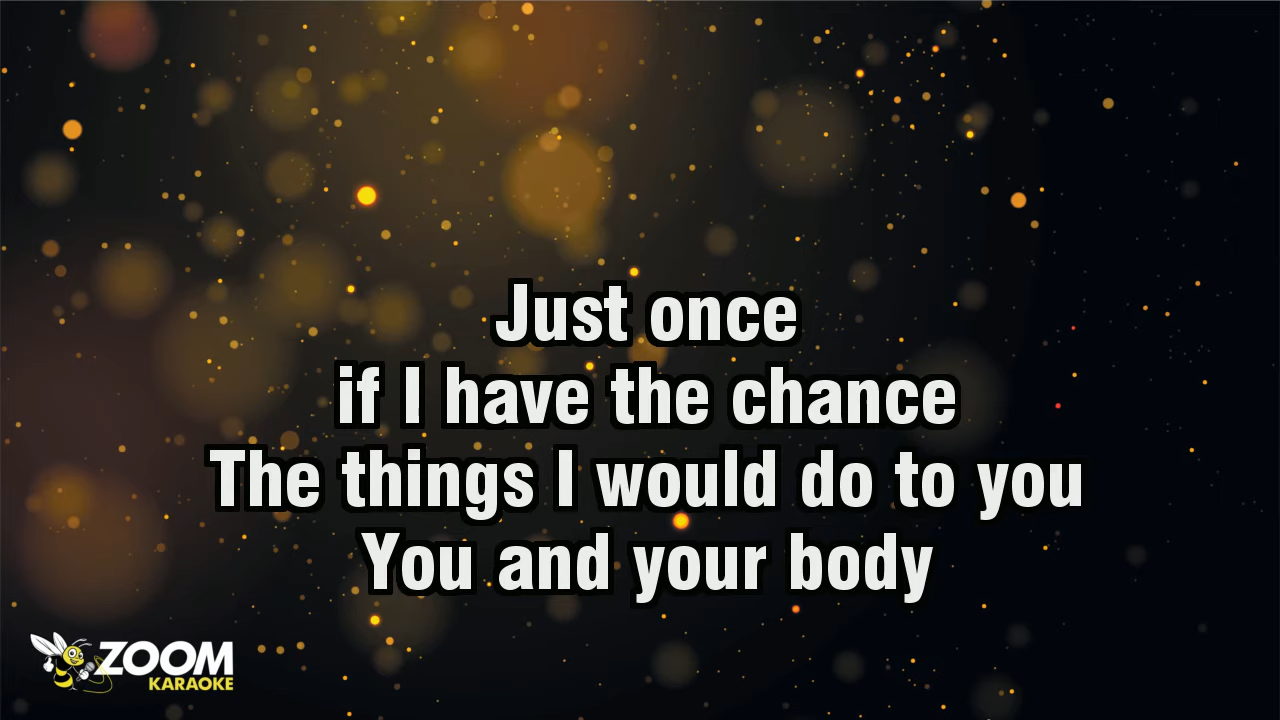 Just once
if I have the chance
The things I would do to you
You and your body
ZOOM
KARAOKE